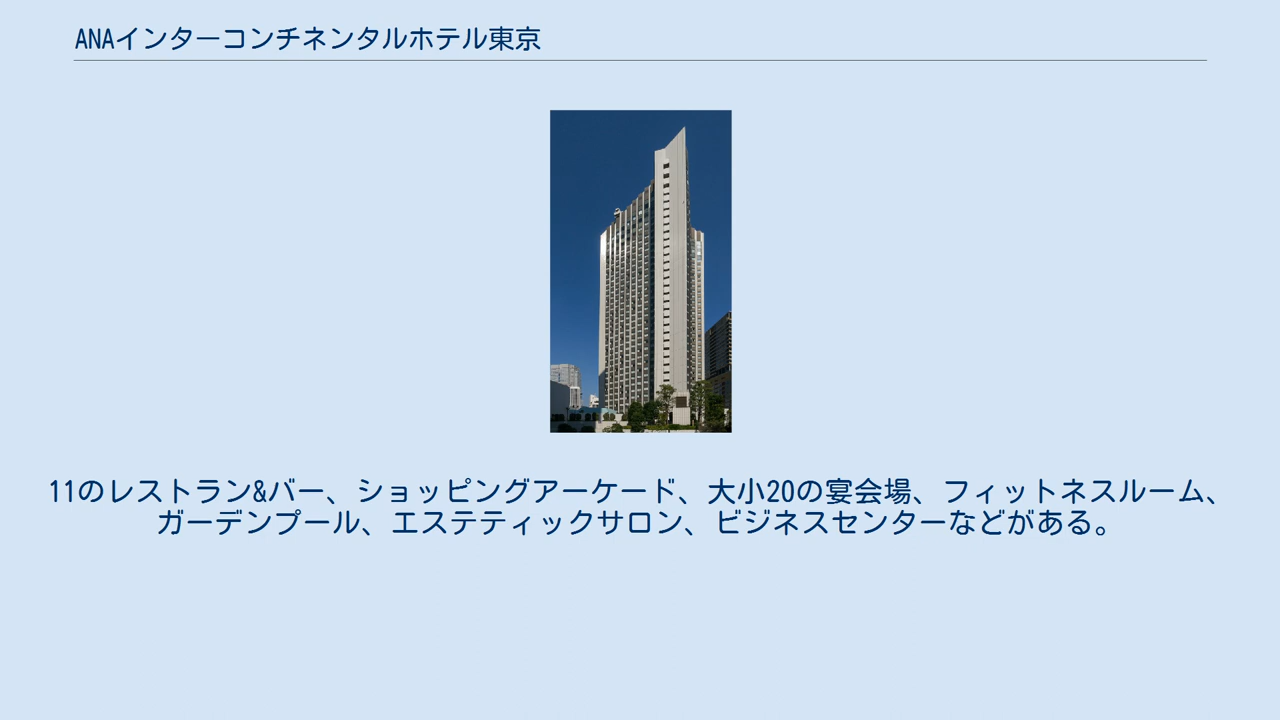 ANAインターコンチネンタルホテル東京
11のレストラン&バー、ショッピングアーケード、大小20の宴会場、フィットネスルーム、
ガーデンプール、エステティックサロン、ビジネスセンターなどがある。